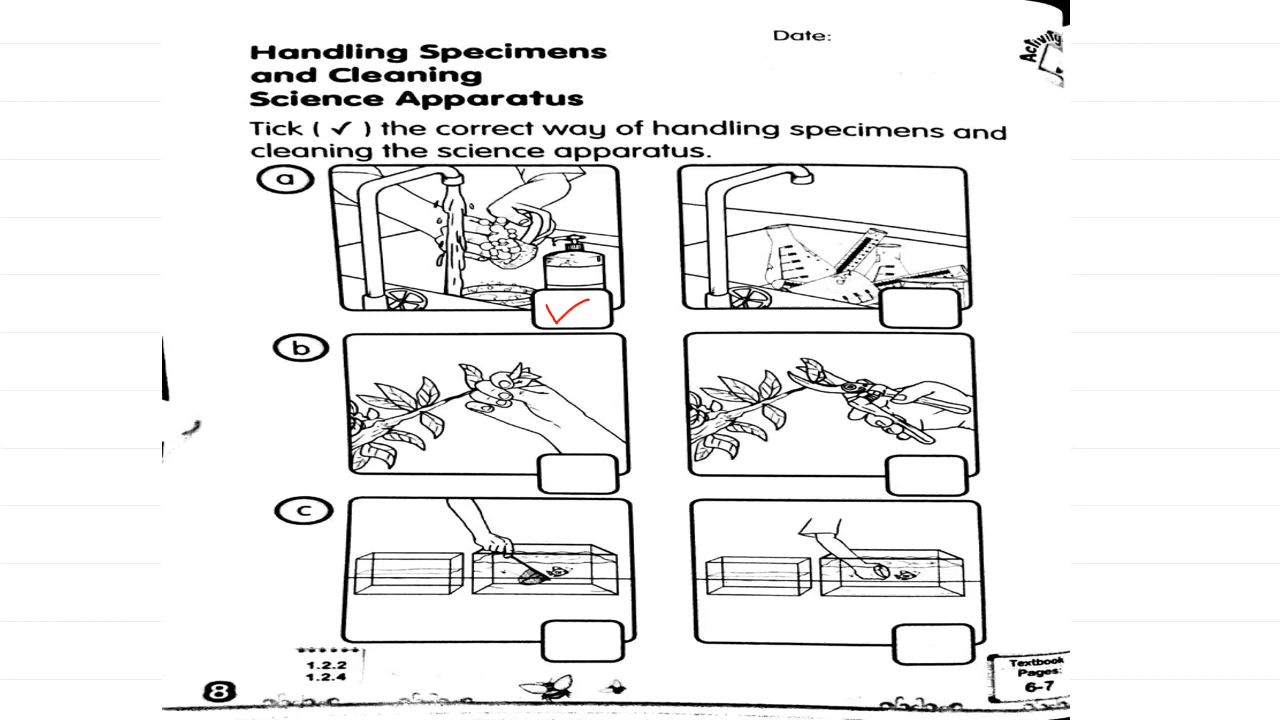 Date:
Activity
Handling Specimens
and Cleaning
Science Apparatus
Tick ( ✓ ) the correct way of handling specimens and
cleaning the science apparatus.
a
b
c
1.2.2
1.2.4
8
Textbook
Pages:
6-7